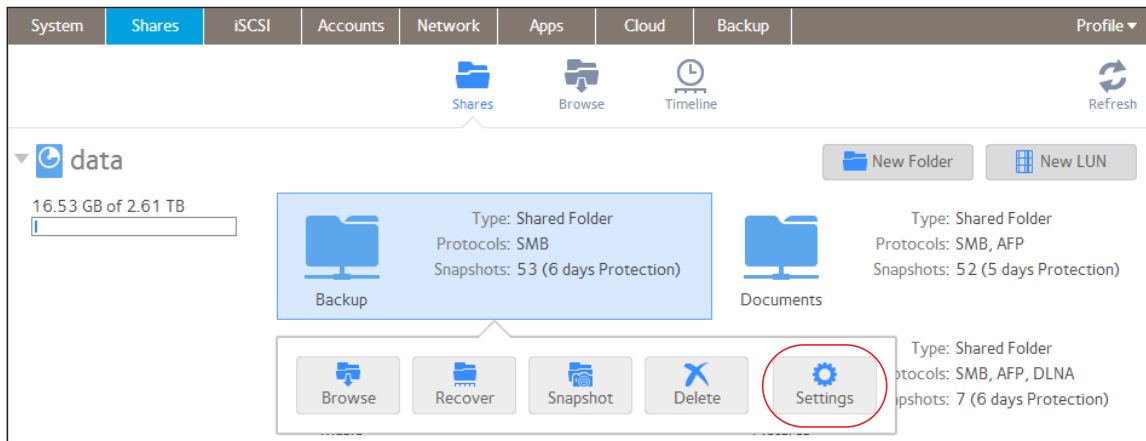 System Shares iSCSI Accounts Network Apps Cloud Backup Profile
Shares Browse Timeline Refresh
data New Folder New LUN
16.53 GB of 2.61 TB
Type: Shared Folder
Protocols: SMB
Snapshots: 53 (6 days Protection)
Backup
Type: Shared Folder
Protocols: SMB, AFP
Snapshots: 52 (5 days Protection)
Documents
Browse Recover Snapshot Delete Settings
Type: Shared Folder
otocols: SMB, AFP, DLNA
pshots: 7 (6 days Protection)